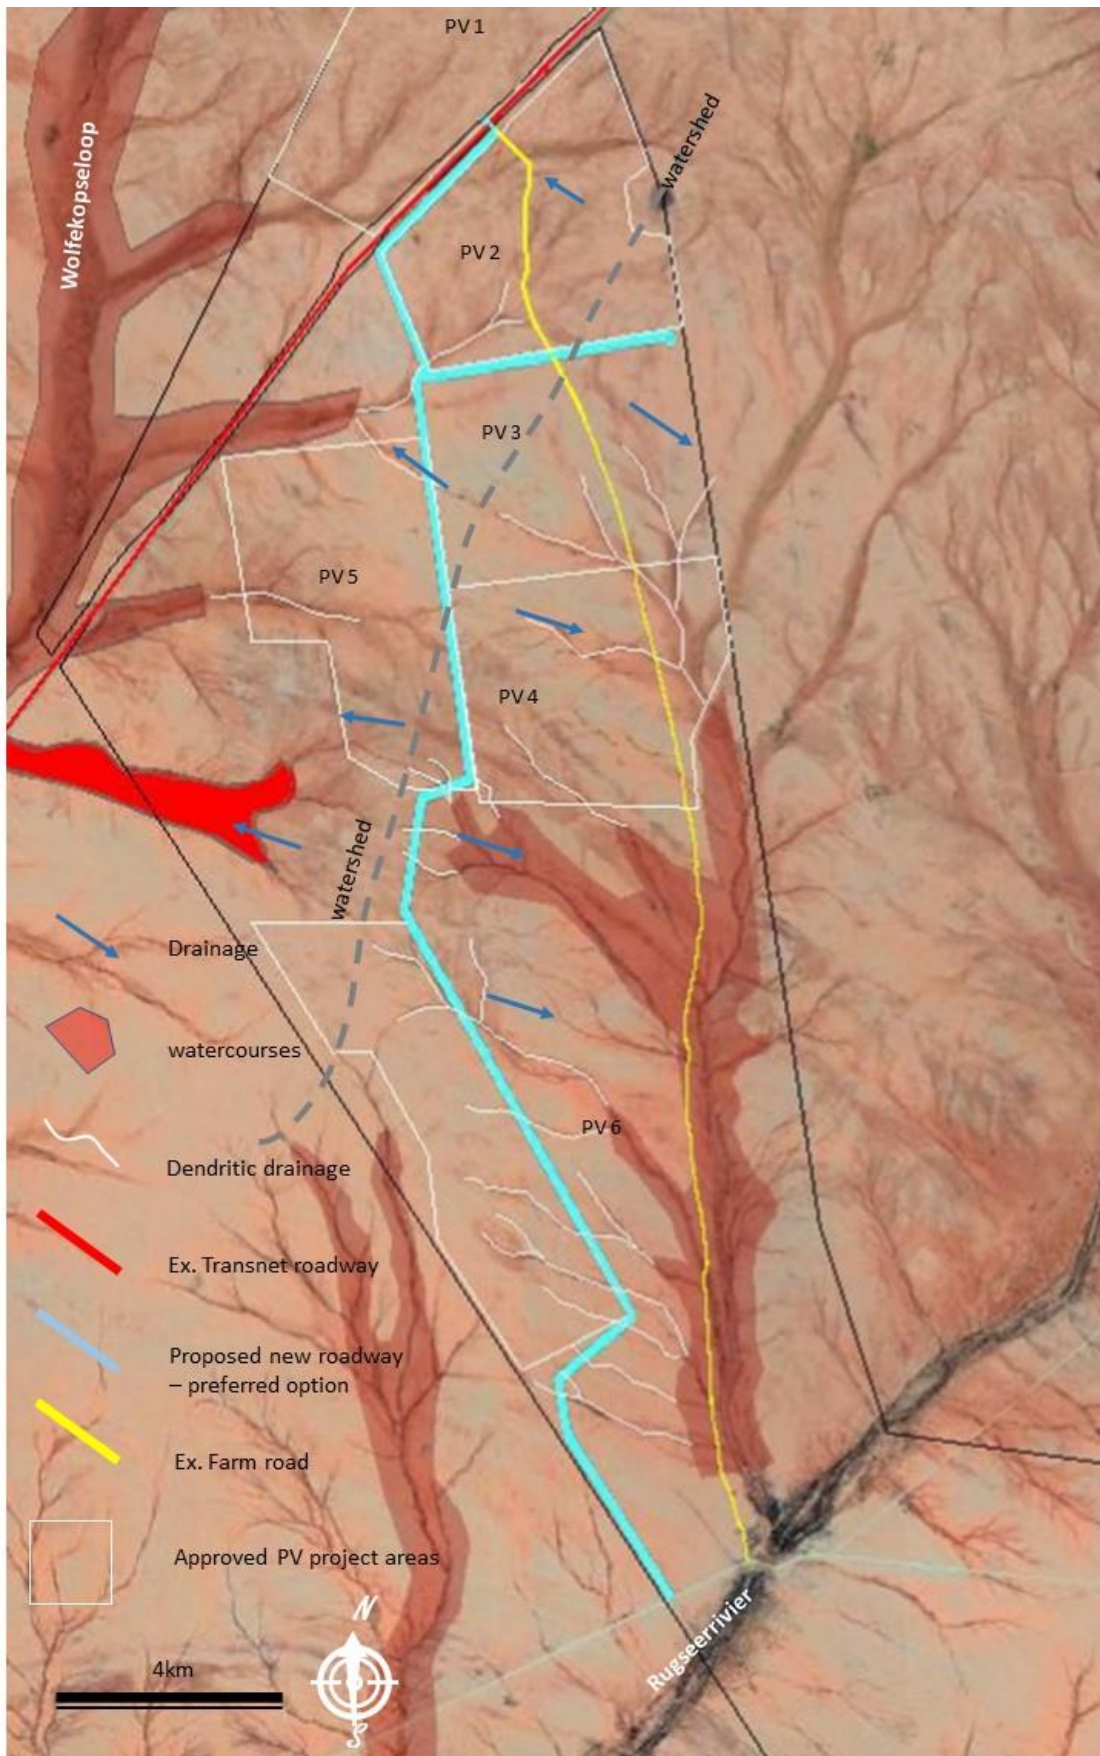 PV 1
watershed
Wolfekopseloop
PV 2
PV 3
PV 5
PV 4
watershed
Drainage
watercourses
PV 6
Dendritic drainage
Ex. Transnet roadway
Proposed new roadway
– preferred option
Ex. Farm road
Approved PV project areas
N
4km
S
Rugseerrivier